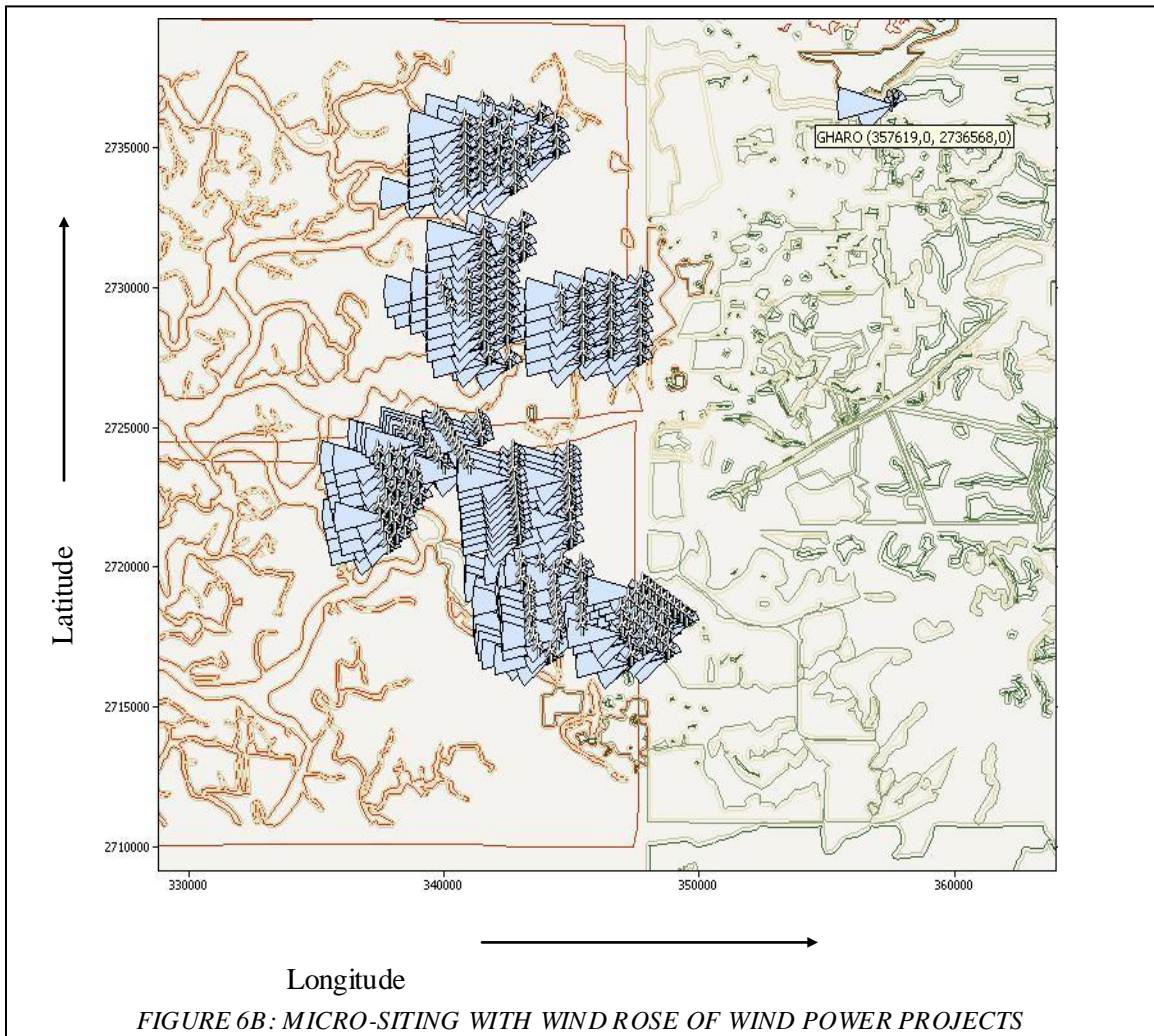 GHARO (357619,0, 2736568,0)
2735000
2730000
2725000
2720000
2715000
2710000
Latitude
330000
340000
350000
360000
Longitude
FIGURE 6B: MICRO-SITING WITH WIND ROSE OF WIND POWER PROJECTS